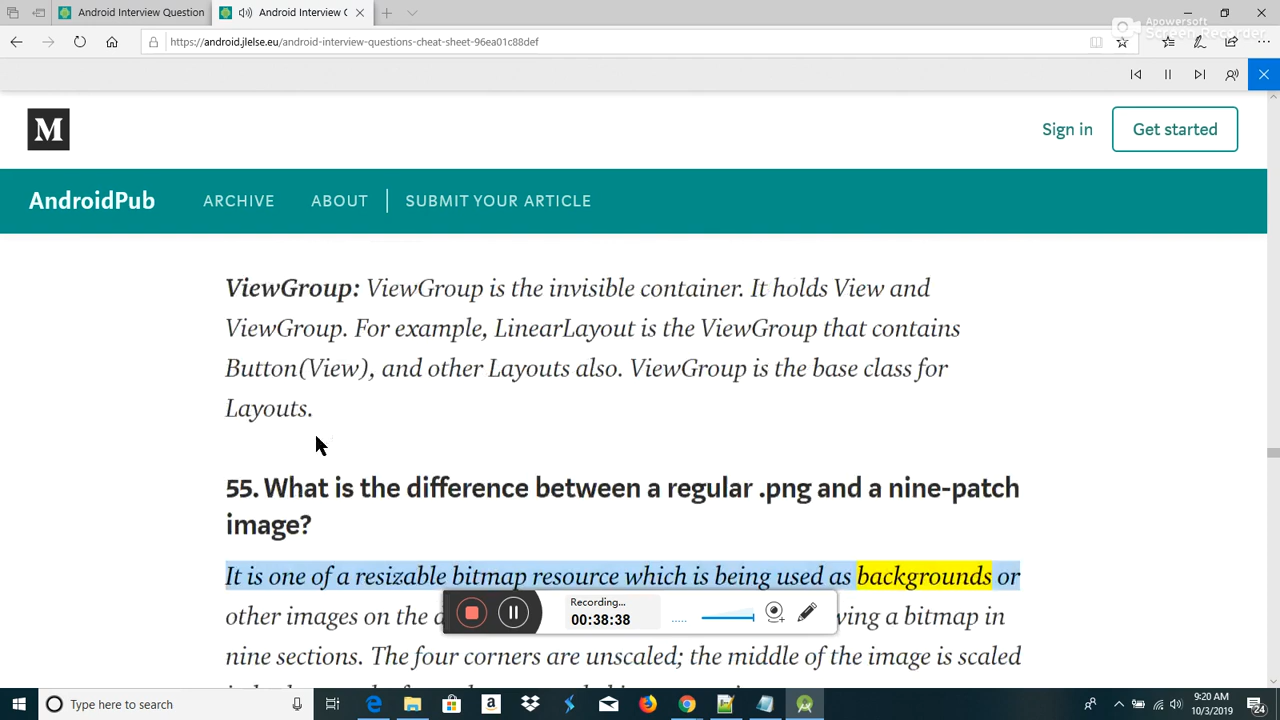 Android Interview Question
Android Interview C
Apowersoft
Screen Recorder
https://android.jlelse.eu/android-interview-questions-cheat-sheet-96ea01c88def
M
Sign in
Get started
AndroidPub
ARCHIVE
ABOUT
SUBMIT YOUR ARTICLE
ViewGroup: ViewGroup is the invisible container. It holds View and
ViewGroup. For example, LinearLayout is the ViewGroup that contains
Button(View), and other Layouts also. ViewGroup is the base class for
Layouts.
55. What is the difference between a regular .png and a nine-patch
image?
It is one of a resizable bitmap resource which is being used as backgrounds or
other images on the d
wing a bitmap in
Recording...
00:38:38
nine sections. The four corners are unscaled; the middle of the image is scaled
Type here to search
9:20 AM
10/3/2019
24